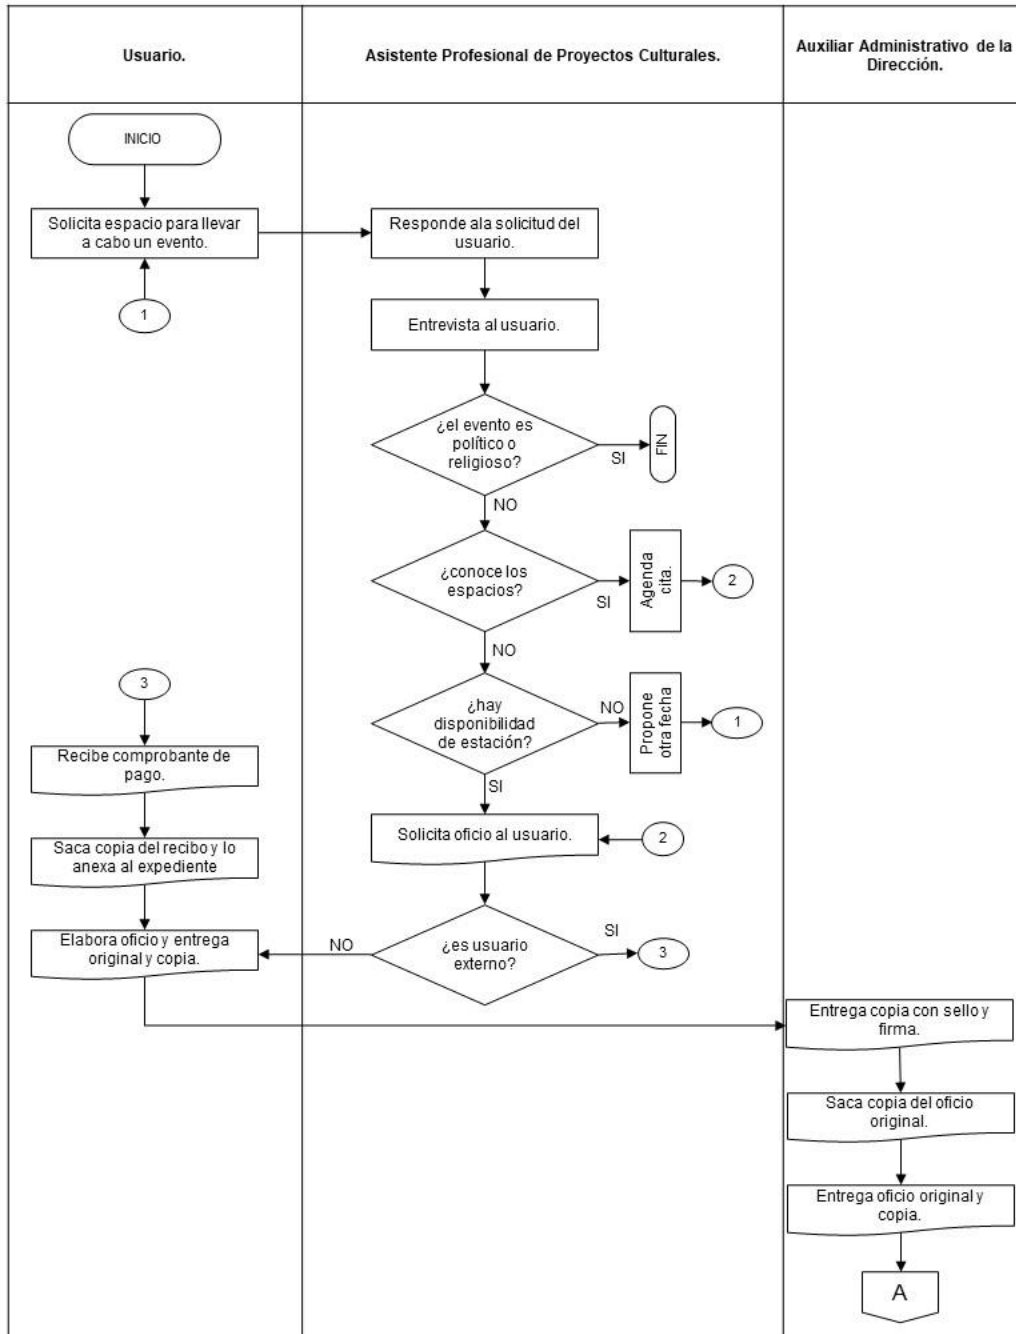 Usuario.
Asistente Profesional de Proyectos Culturales.
Auxiliar Administrativo de la
Dirección.
INICIO
Solicita espacio para llevar
a cabo un evento.
Responde ala solicitud del
usuario.
1
Entrevista al usuario.
¿el evento es
político o
religioso?
SI
FIN
NO
¿conoce los
espacios?
SI
Agenda
cita.
2
NO
¿hay
disponibilidad
de estación?
NO
Propone
otra fecha
1
SI
3
Recibe comprobante de
pago.
Solicita oficio al usuario.
2
Saca copia del recibo y lo
anexa al expediente
¿es usuario
externo?
SI
3
NO
Elabora oficio y entrega
original y copia.
Entrega copia con sello y
firma.
Saca copia del oficio
original.
Entrega oficio original y
copia.
A